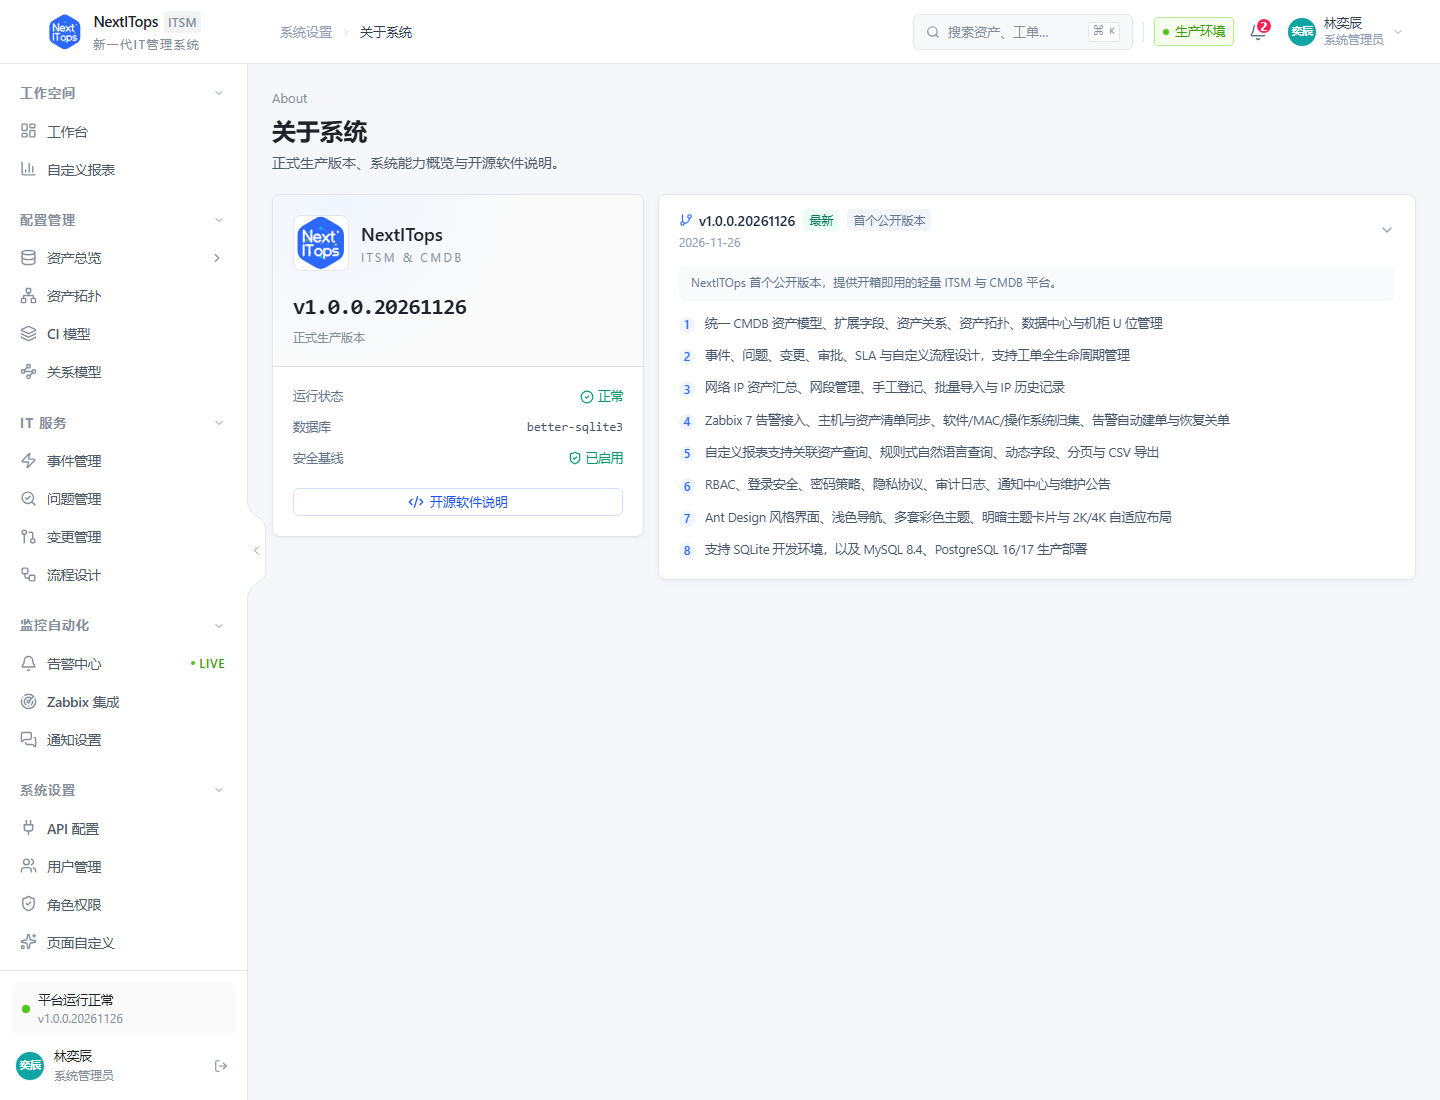 Next
ITops
NextITops ITSM
新一代IT管理系统
系统设置 > 关于系统
搜索资产、工单... ⌘ K
生产环境
2
奕辰
林奕辰
系统管理员
工作空间
工作台
自定义报表
配置管理
资产总览
资产拓扑
CI 模型
关系模型
IT 服务
事件管理
问题管理
变更管理
流程设计
监控自动化
告警中心 LIVE
Zabbix 集成
通知设置
系统设置
API 配置
用户管理
角色权限
页面自定义
平台运行正常
v1.0.0.20261126
奕辰
林奕辰
系统管理员
About
关于系统
正式生产版本、系统能力概览与开源软件说明。
Next
ITops
NextITops
ITSM & CMDB
v1.0.0.20261126
正式生产版本
运行状态 正常
数据库 better-sqlite3
安全基线 已启用
开源软件说明
v1.0.0.20261126 最新 首个公开版本
2026-11-26
NextITOps 首个公开版本，提供开箱即用的轻量 ITSM 与 CMDB 平台。
1 统一 CMDB 资产模型、扩展字段、资产关系、资产拓扑、数据中心与机柜 U 位管理
2 事件、问题、变更、审批、SLA 与自定义流程设计，支持工单全生命周期管理
3 网络 IP 资产汇总、网段管理、手工登记、批量导入与 IP 历史记录
4 Zabbix 7 告警接入、主机与资产清单同步、软件/MAC/操作系统归集、告警自动建单与恢复关单
5 自定义报表支持关联资产查询、规则式自然语言查询、动态字段、分页与 CSV 导出
6 RBAC、登录安全、密码策略、隐私协议、审计日志、通知中心与维护公告
7 Ant Design 风格界面、浅色导航、多套彩色主题、明暗主题卡片与 2K/4K 自适应布局
8 支持 SQLite 开发环境，以及 MySQL 8.4、PostgreSQL 16/17 生产部署